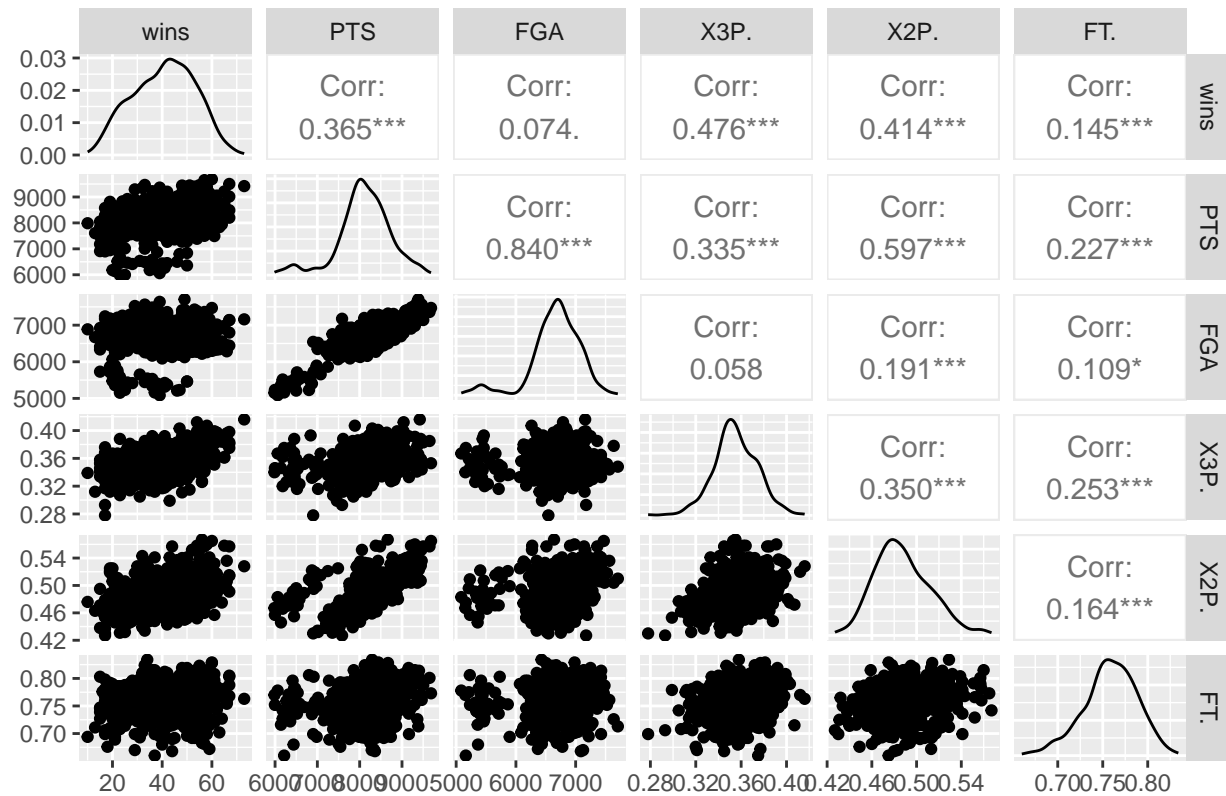 wins PTS FGA X3P. X2P. FT.
0.03
0.02
0.01
0.00
Corr:
0.365***
Corr:
0.074.
Corr:
0.476***
Corr:
0.414***
Corr:
0.145***
wins
9000
8000
7000
6000
Corr:
0.840***
Corr:
0.335***
Corr:
0.597***
Corr:
0.227***
PTS
7000
6000
5000
Corr:
0.058
Corr:
0.191***
Corr:
0.109*
FGA
0.40
0.36
0.32
0.28
Corr:
0.350***
Corr:
0.253***
X3P.
0.54
0.50
0.46
0.42
Corr:
0.164***
X2P.
0.80
0.75
0.70
FT.
20 40 60 6000 7000 8000 9000 5000 6000 7000 0.28 0.32 0.36 0.40 0.42 0.46 0.50 0.54 0.70 0.75 0.80